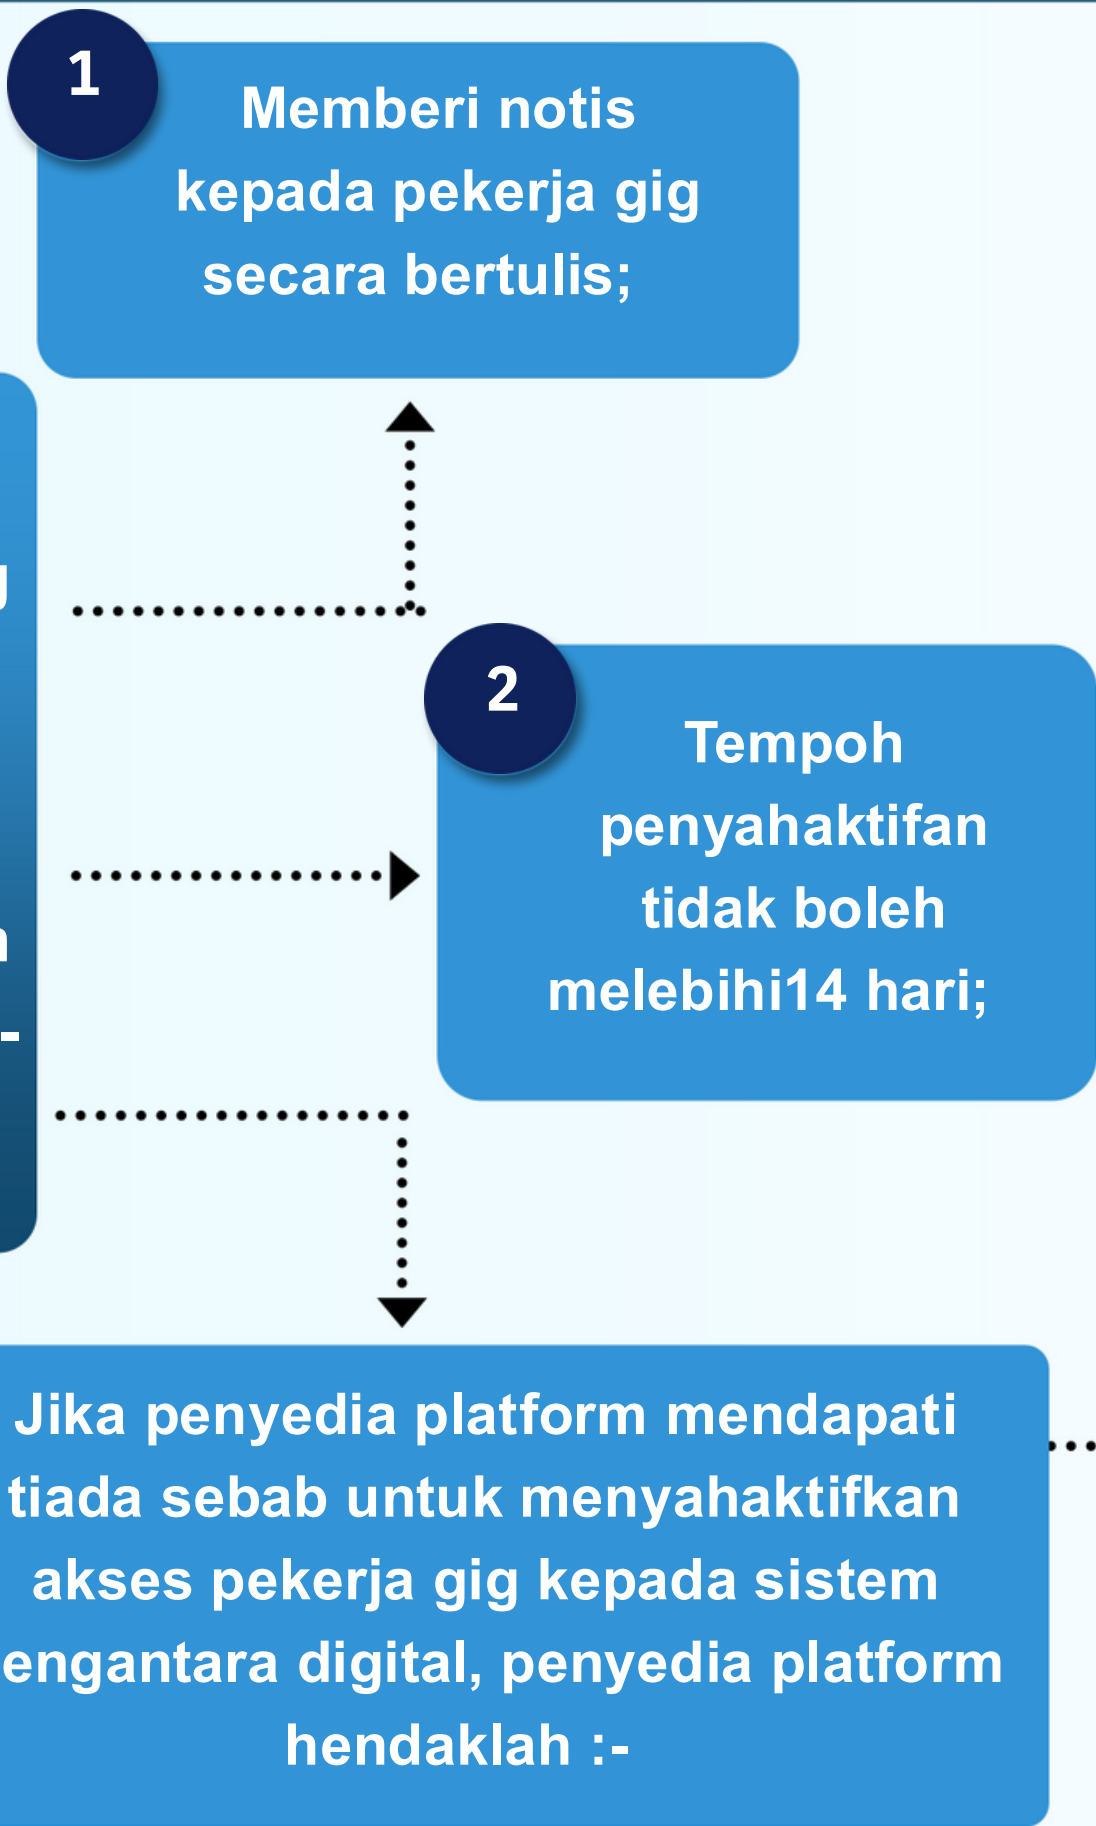 1
Memberi notis
kepada pekerja gig
secara bertulis;
2
Tempoh
penyahaktifan
tidak boleh
melebihi14 hari;
Jika penyedia platform mendapati
tiada sebab untuk menyahaktifkan
akses pekerja gig kepada sistem
engantara digital, penyedia platform
hendaklah :-